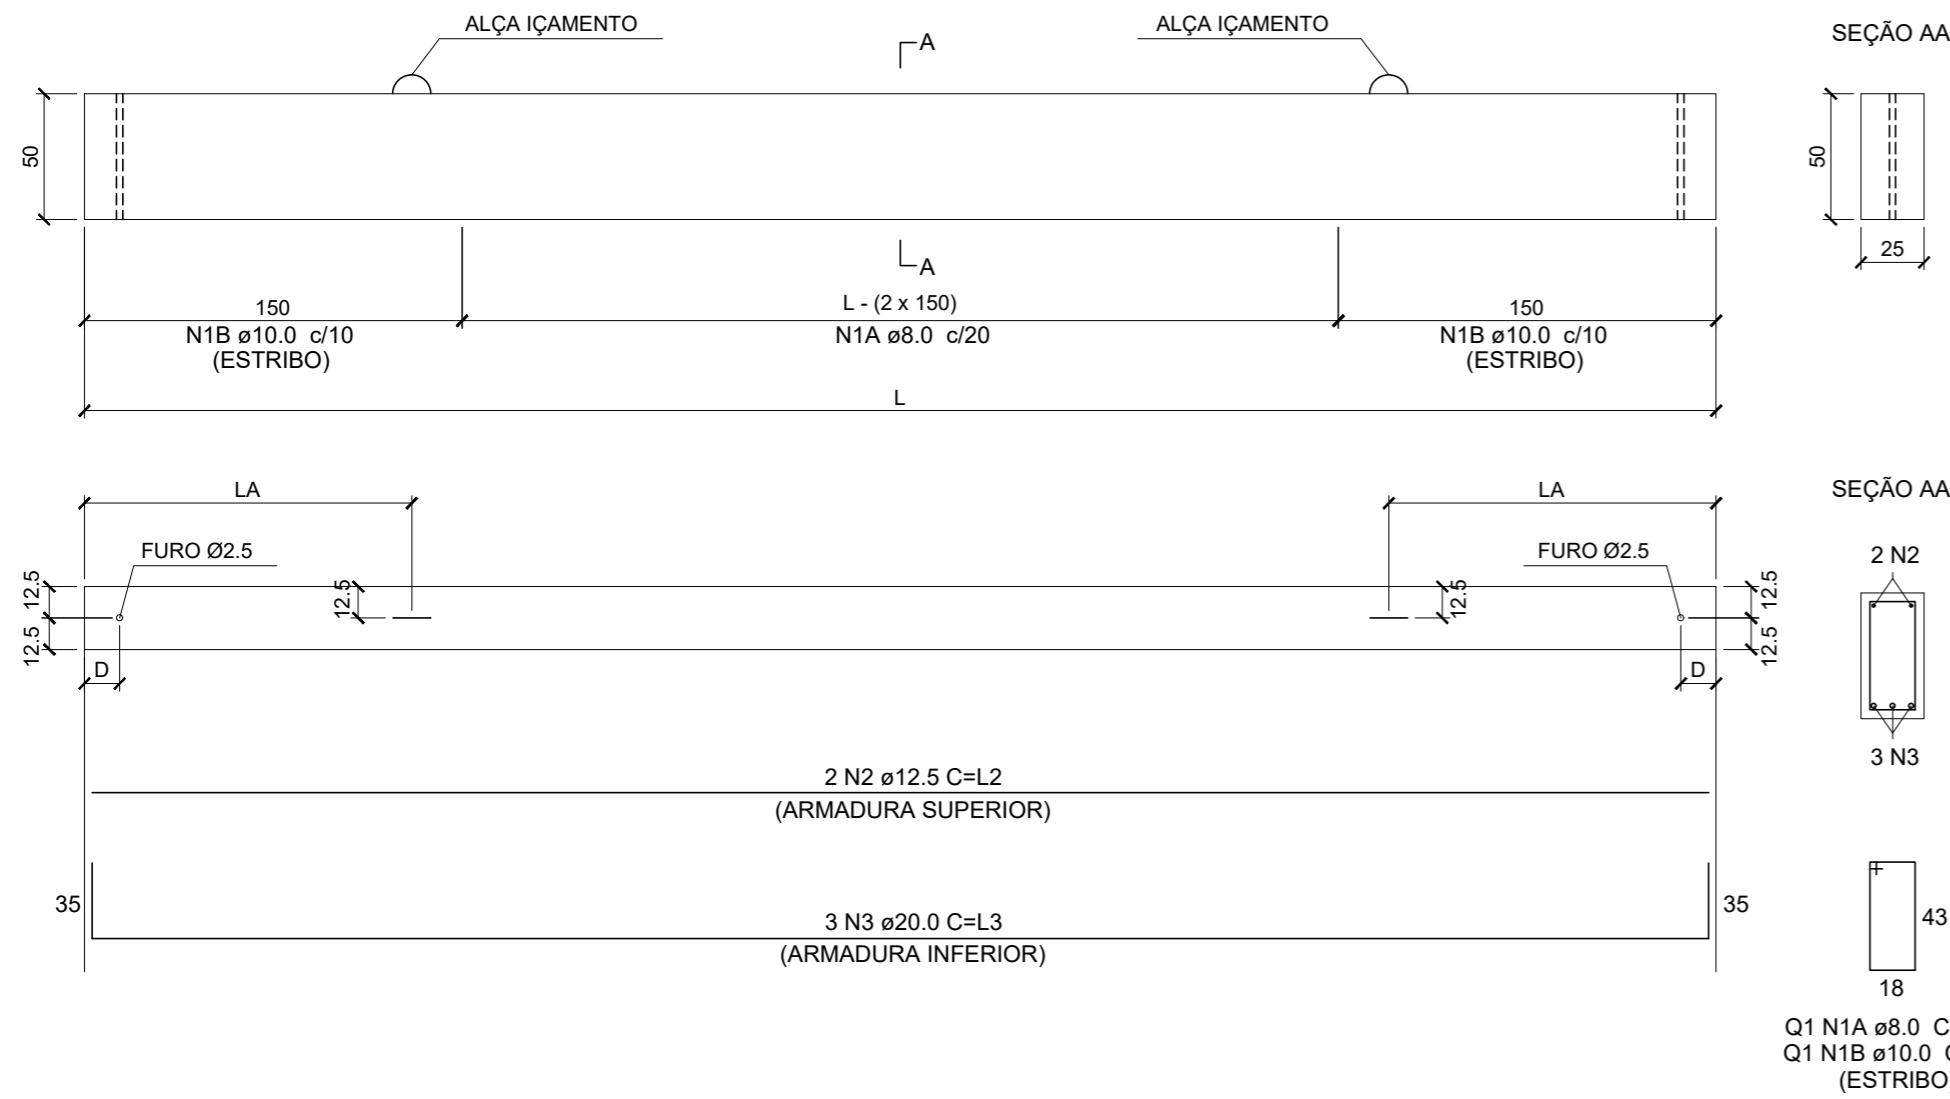 ALÇA IÇAMENTO
ALÇA IÇAMENTO
A
SEÇÃO AA
50
50
25
A
150
L - (2 x 150)
150
N1B ø10.0 c/10
N1A ø8.0 c/20
N1B ø10.0 c/10
(ESTRIBO)
(ESTRIBO)
L
LA
LA
SEÇÃO AA
FURO Ø2.5
FURO Ø2.5
2 N2
12.5
12.5
12.5
12.5
12.5
12.5
D
D
3 N3
2 N2 ø12.5 C=L2
(ARMADURA SUPERIOR)
35
35
3 N3 ø20.0 C=L3
(ARMADURA INFERIOR)
43
18
Q1 N1A ø8.0 C
Q1 N1B ø10.0
(ESTRIBO